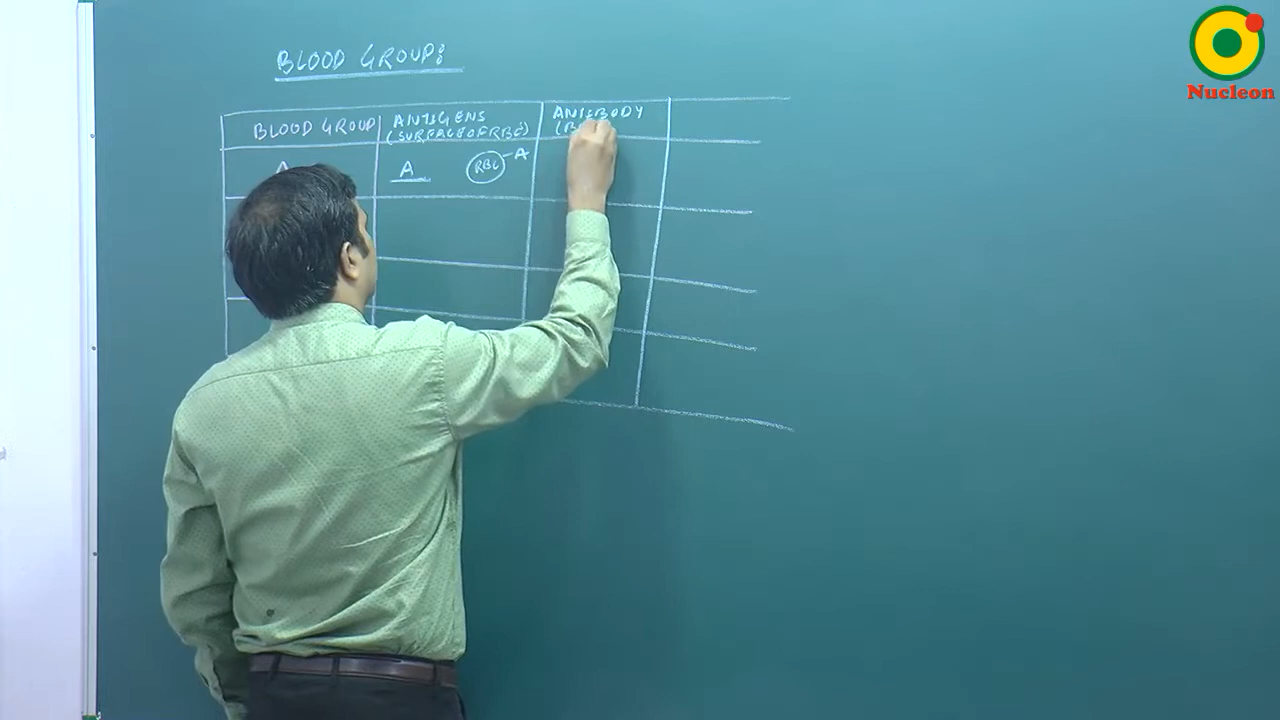 BLOOD GROUP:
BLOOD GROUP
ANTIGENS
(SURFACE OF RBC)
ANTIBODY
A
A
RBC
A
Nucleon